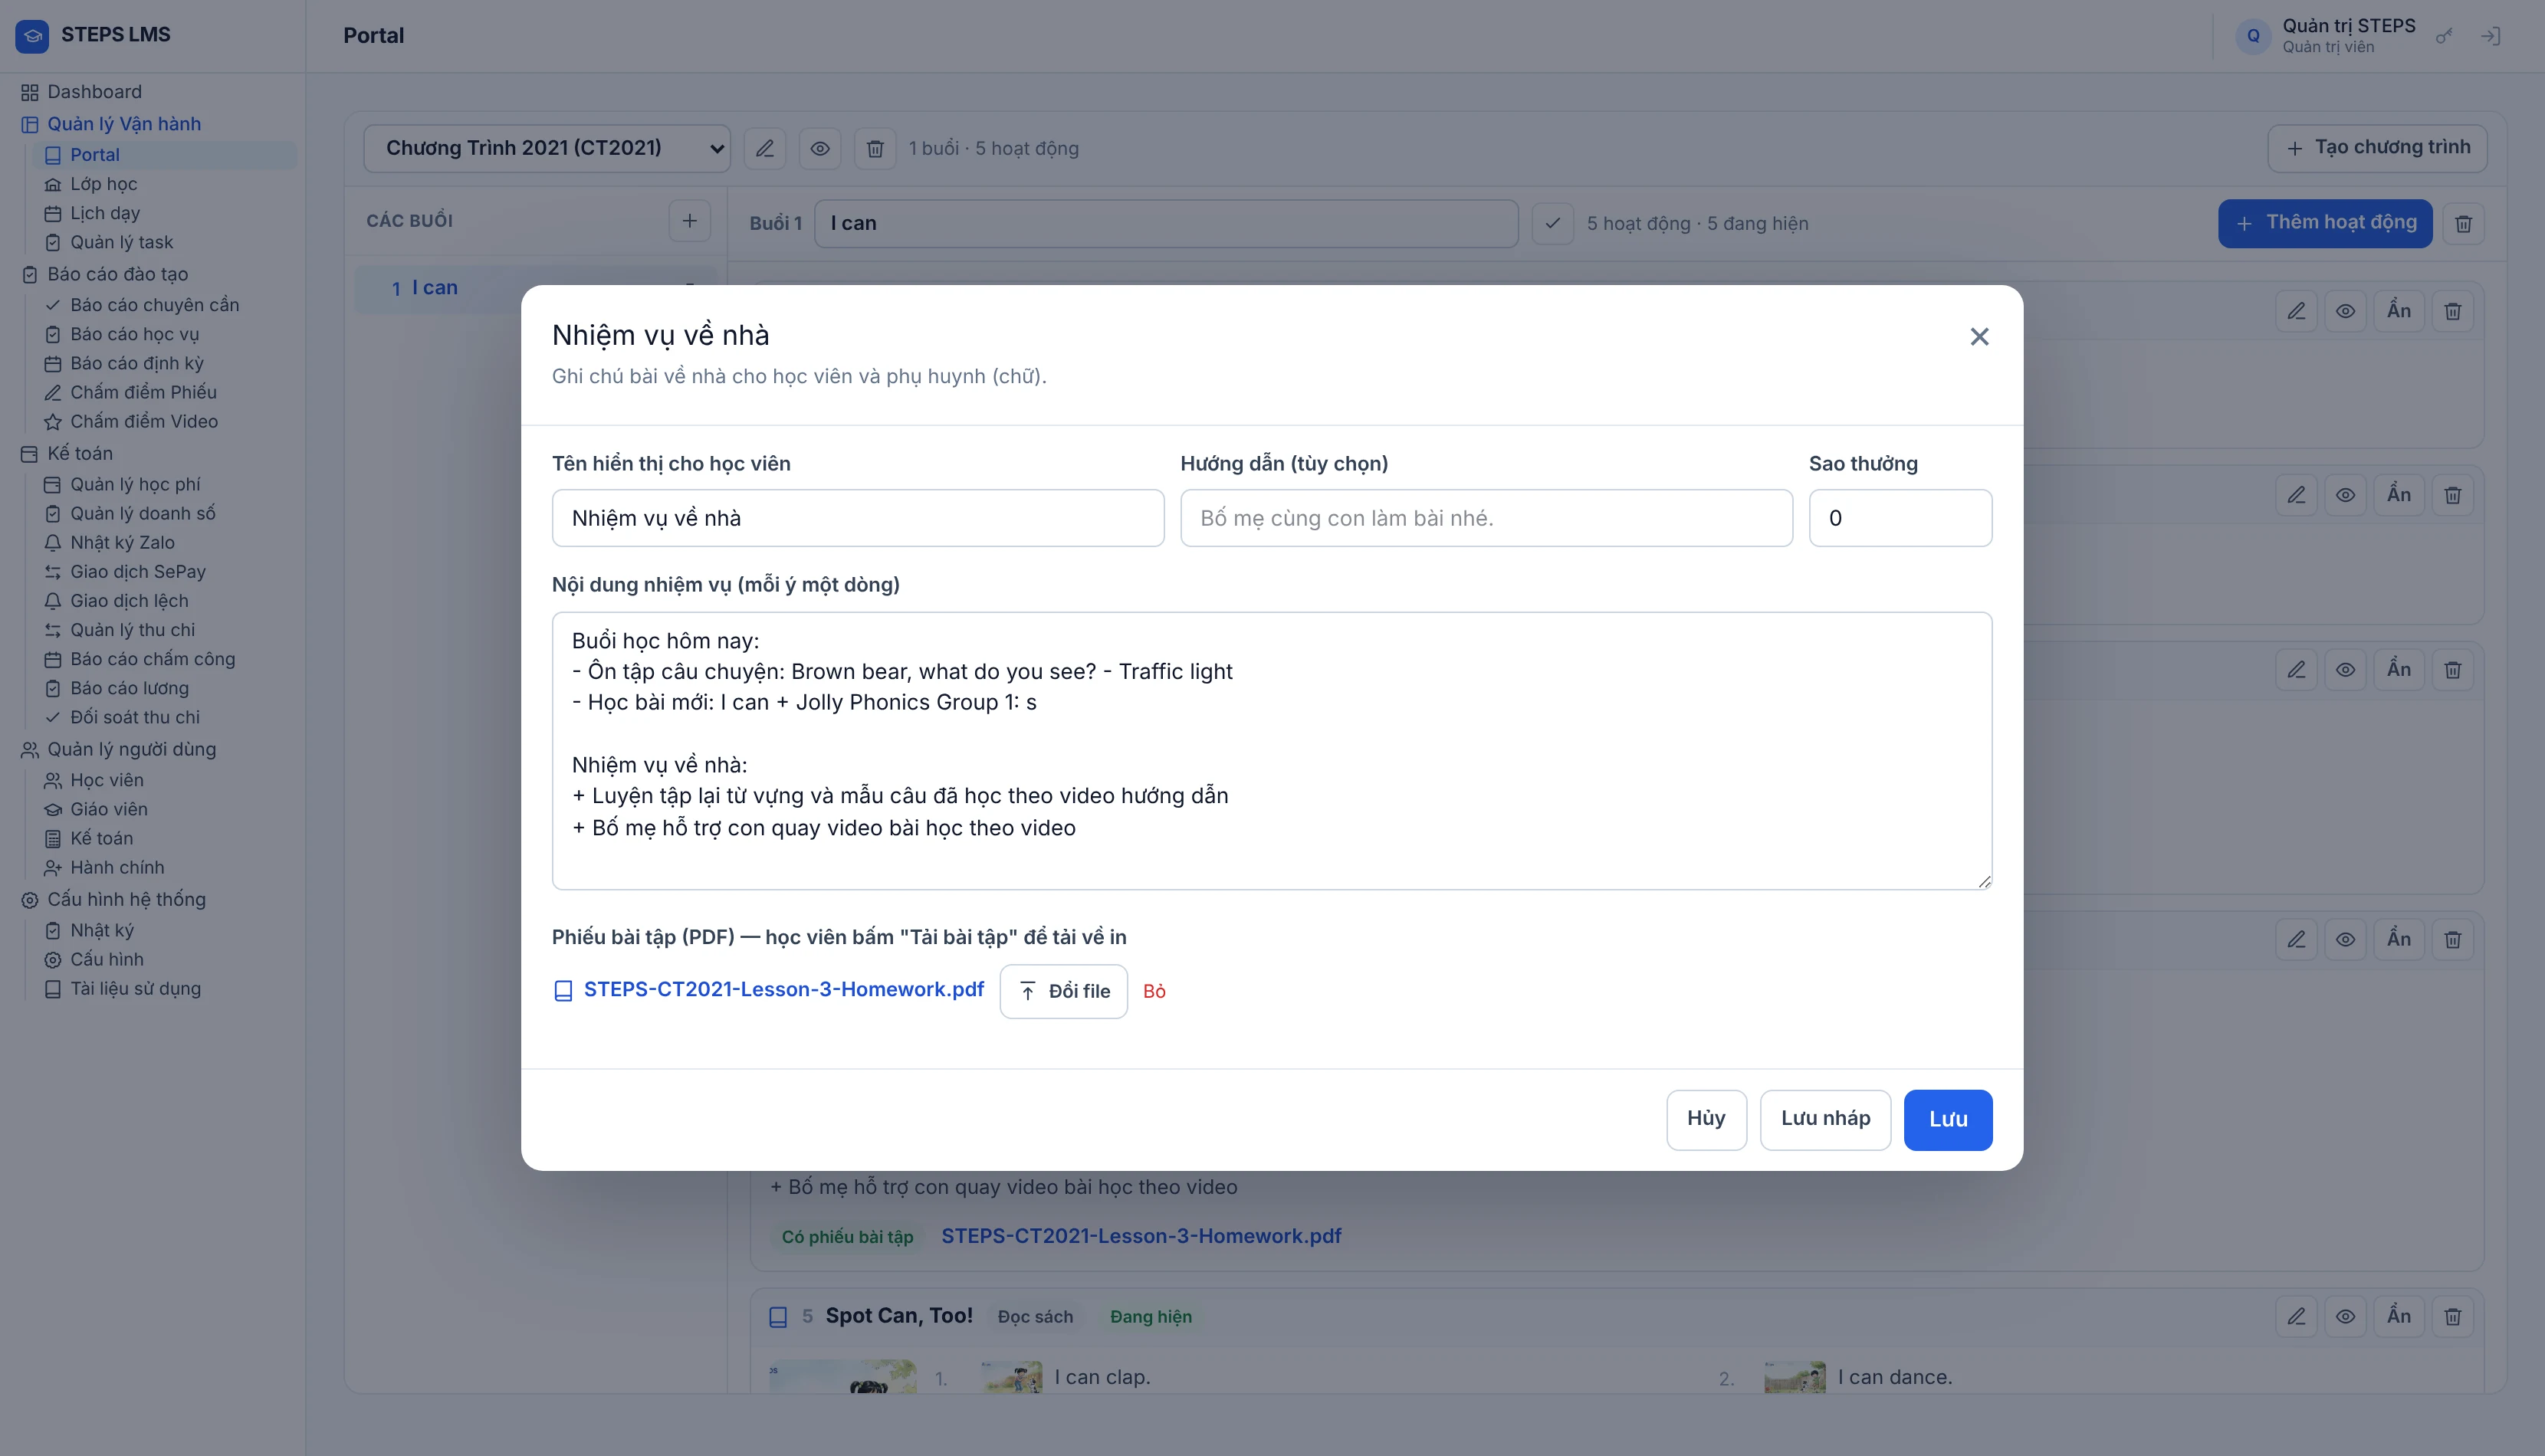 STEPS LMS
Portal
Quản trị STEPS
Quản trị viên
Q
Dashboard
Quản lý Vận hành
Portal
Lớp học
Lịch dạy
Quản lý task
Báo cáo đào tạo
Báo cáo chuyên cần
Báo cáo học vụ
Báo cáo định kỳ
Chấm điểm Phiếu
Chấm điểm Video
Kế toán
Quản lý học phí
Quản lý doanh số
Nhật ký Zalo
Giao dịch SePay
Giao dịch lệch
Quản lý thu chi
Báo cáo chấm công
Báo cáo lương
Đối soát thu chi
Quản lý người dùng
Học viên
Giáo viên
Kế toán
Hành chính
Cấu hình hệ thống
Nhật ký
Cấu hình
Tài liệu sử dụng
Chương Trình 2021 (CT2021)
1 buổi · 5 hoạt động
+ Tạo chương trình
CÁC BUỔI
+
Buổi 1
I can
5 hoạt động · 5 đang hiện
+ Thêm hoạt động
1 I can
Ẩn
Ẩn
Ẩn
Ẩn
Nhiệm vụ về nhà
Ghi chú bài về nhà cho học viên và phụ huynh (chữ).
Tên hiển thị cho học viên
Hướng dẫn (tùy chọn)
Sao thưởng
Nhiệm vụ về nhà
Bố mẹ cùng con làm bài nhé.
0
Nội dung nhiệm vụ (mỗi ý một dòng)
Buổi học hôm nay:
- Ôn tập câu chuyện: Brown bear, what do you see? - Traffic light
- Học bài mới: I can + Jolly Phonics Group 1: s
Nhiệm vụ về nhà:
+ Luyện tập lại từ vựng và mẫu câu đã học theo video hướng dẫn
+ Bố mẹ hỗ trợ con quay video bài học theo video
Phiếu bài tập (PDF) — học viên bấm "Tải bài tập" để tải về in
STEPS-CT2021-Lesson-3-Homework.pdf
Đổi file
Bỏ
Hủy
Lưu nháp
Lưu
+ Bố mẹ hỗ trợ con quay video bài học theo video
Có phiếu bài tập
STEPS-CT2021-Lesson-3-Homework.pdf
5 Spot Can, Too!
Đọc sách
Đang hiện
Ẩn
1. I can clap.
2. I can dance.